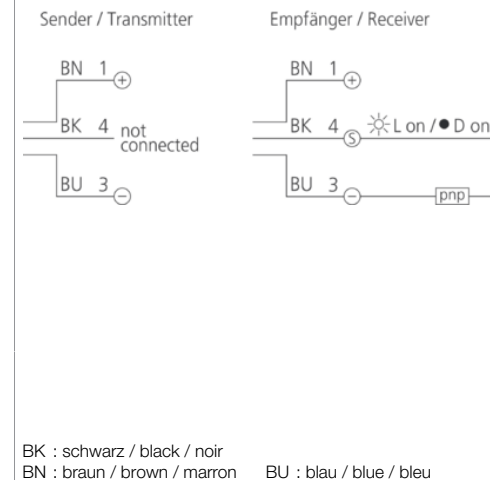 Sender / Transmitter
BN 1 +
BK 4 not connected
BU 3 −
Empfänger / Receiver
BN 1 +
BK 4 S L on / ● D on
BU 3 − pnp
BK : schwarz / black / noir
BN : braun / brown / marron BU : blau / blue / bleu